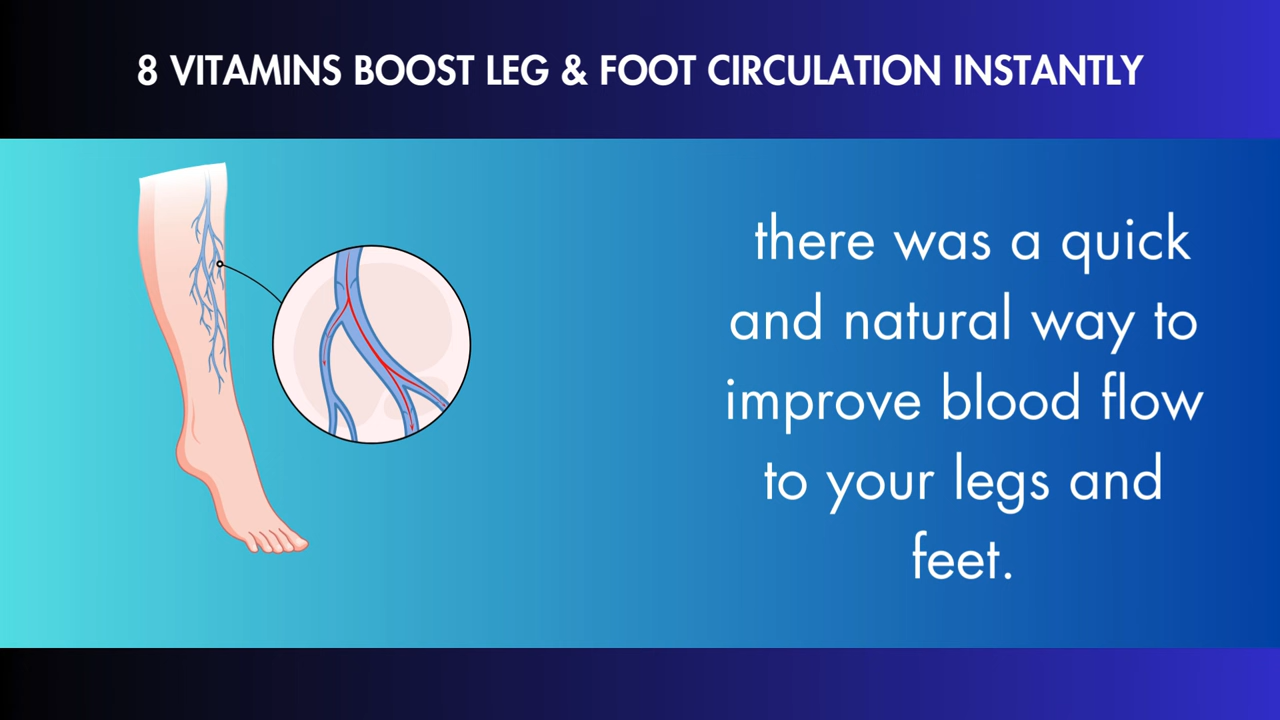 8 VITAMINS BOOST LEG & FOOT CIRCULATION INSTANTLY
there was a quick
and natural way to
improve blood flow
to your legs and
feet.